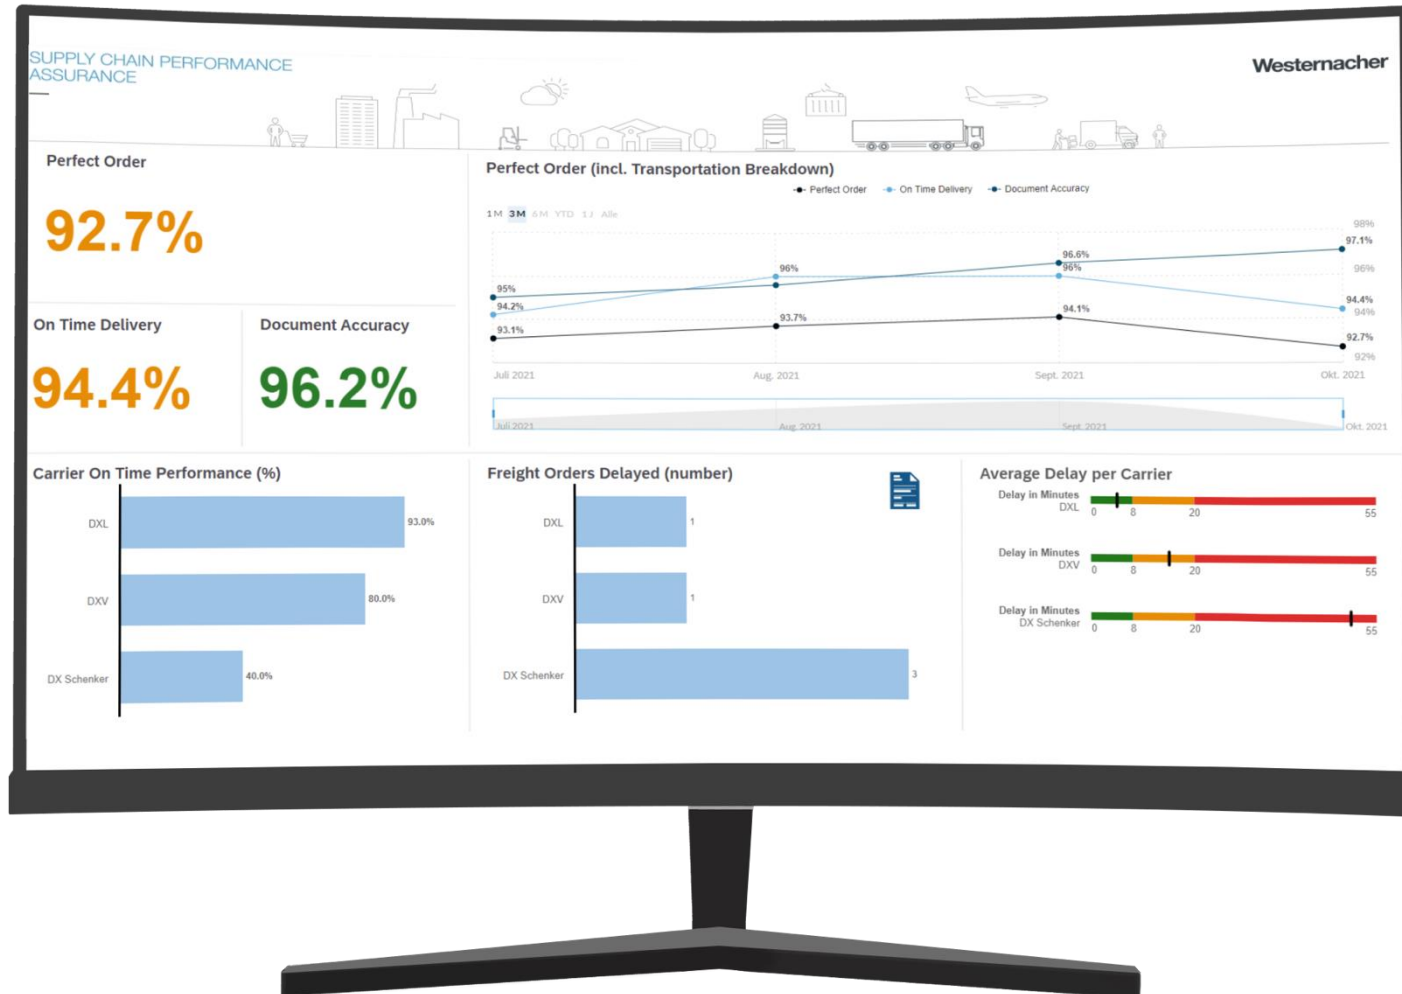 SUPPLY CHAIN PERFORMANCE
ASSURANCE
Westernacher
Perfect Order
92.7%
On Time Delivery
94.4%
Document Accuracy
96.2%
Perfect Order (incl. Transportation Breakdown)
Perfect Order On Time Delivery Document Accuracy
1M 3M 6M YTD 1J Alle
98%
96%
94%
92%
95%
96.6%
97.1%
94.2%
96%
96%
94.4%
93.1%
93.7%
94.1%
92.7%
Juli 2021 Aug. 2021 Sept. 2021 Okt. 2021
Juli 2021 Aug. 2021 Sept. 2021 Okt. 2021
Carrier On Time Performance (%)
DXL 93.0%
DXV 80.0%
DX Schenker 40.0%
Freight Orders Delayed (number)
DXL 1
DXV 1
DX Schenker 3
Average Delay per Carrier
Delay in Minutes
DXL
0 8 20 55
Delay in Minutes
DXV
0 8 20 55
Delay in Minutes
DX Schenker
0 8 20 55